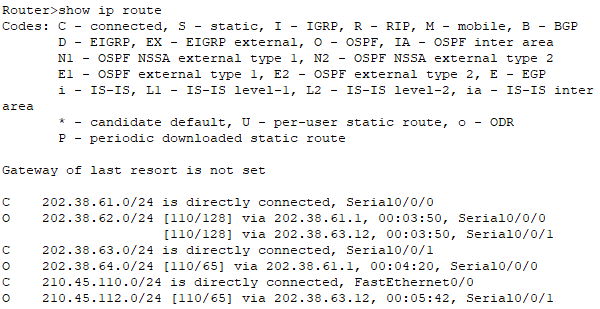 Router>show ip route
Codes: C - connected, S - static, I - IGRP, R - RIP, M - mobile, B - BGP
D - EIGRP, EX - EIGRP external, O - OSPF, IA - OSPF inter area
N1 - OSPF NSSA external type 1, N2 - OSPF NSSA external type 2
E1 - OSPF external type 1, E2 - OSPF external type 2, E - EGP
i - IS-IS, L1 - IS-IS level-1, L2 - IS-IS level-2, ia - IS-IS inter
area
* - candidate default, U - per-user static route, o - ODR
P - periodic downloaded static route
Gateway of last resort is not set
C 202.38.61.0/24 is directly connected, Serial0/0/0
O 202.38.62.0/24 [110/128] via 202.38.61.1, 00:03:50, Serial0/0/0
[110/128] via 202.38.63.12, 00:03:50, Serial0/0/1
C 202.38.63.0/24 is directly connected, Serial0/0/1
O 202.38.64.0/24 [110/65] via 202.38.61.1, 00:04:20, Serial0/0/0
C 210.45.110.0/24 is directly connected, FastEthernet0/0
O 210.45.112.0/24 [110/65] via 202.38.63.12, 00:05:42, Serial0/0/1